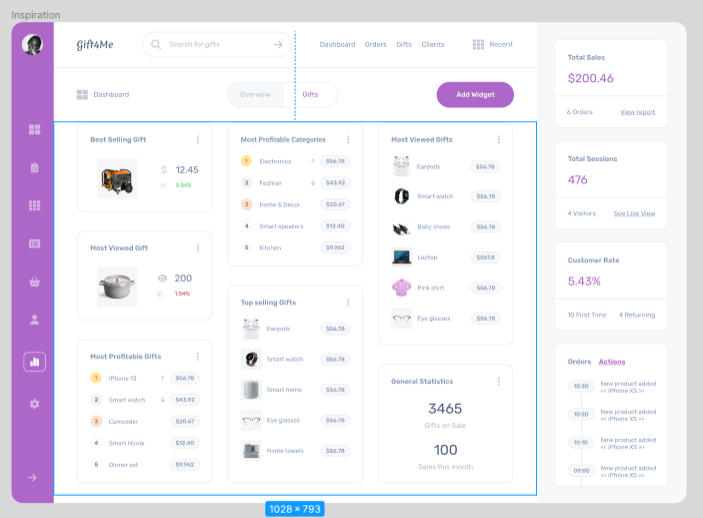 Inspiration
Gift4Me
Search for gifts
Dashboard Orders Gifts Clients
Recent
Dashboard
Overview
Gifts
Add Widget
Best Selling Gift
$ 12.45
3.54%
Most Viewed Gift
200
1.04%
Most Profitable Gifts
1 iPhone 13 ↑ $56.78
2 Smart watch ↓ $43.92
3 Camcoder $20.67
4 Smart Home $12.40
5 Dinner set $9.962
Most Profitable Categories
1 Electronics ↑ $56.78
2 Fashion ↓ $43.92
3 Home & Decor $20.67
4 Smart speakers $12.40
5 Kitchen $9.962
Top selling Gifts
Earpods $56.78
Smart watch $56.78
Smart home $56.78
Eye glasses $56.78
Home towels $56.78
Most Viewed Gifts
Earpods $56.78
Smart watch $56.78
Baby shoes $56.78
Laptop $567.8
Pink shirt $56.78
Eye glasses $56.78
General Statistics
3465
Gifts on Sale
100
Sales this month
Total Sales
$200.46
6 Orders View report
Total Sessions
476
4 Visitors See Live View
Customer Rate
5.43%
10 First Time 4 Returning
Orders Actions
10:30 New product added
<< iPhone XS >>
10:20 New product added
<< iPhone XS >>
10:10 New product added
<< iPhone XS >>
09:00 New product added
<< iPhone XS >>
1028 × 793